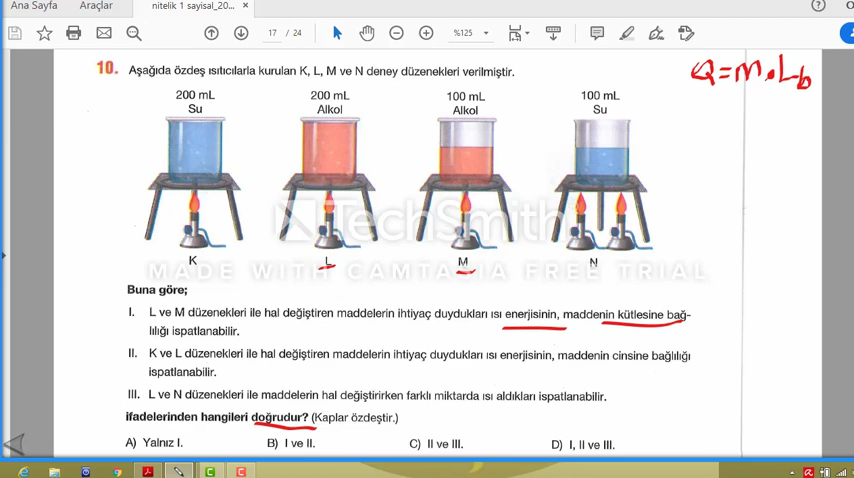 Ana Sayfa
Araçlar
nitelik 1 sayisal_20...
×
17 / 24
%125
10. Aşağıda özdeş ısıtıcılarla kurulan K, L, M ve N deney düzenekleri verilmiştir.
Q = m . L b
200 mL
Su
200 mL
Alkol
100 mL
Alkol
100 mL
Su
K
L
M
N
TechSmith
MADE WITH CAMTASIA FREE TRIAL
Buna göre;
I. L ve M düzenekleri ile hal değiştiren maddelerin ihtiyaç duydukları ısı enerjisinin, maddenin kütlesine bağ-
lılığı ispatlanabilir.
II. K ve L düzenekleri ile hal değiştiren maddelerin ihtiyaç duydukları ısı enerjisinin, maddenin cinsine bağlılığı
ispatlanabilir.
III. L ve N düzenekleri ile maddelerin hal değiştirirken farklı miktarda ısı aldıkları ispatlanabilir.
ifadelerinden hangileri doğrudur? (Kaplar özdeştir.)
A) Yalnız I.
B) I ve II.
C) II ve III.
D) I, II ve III.